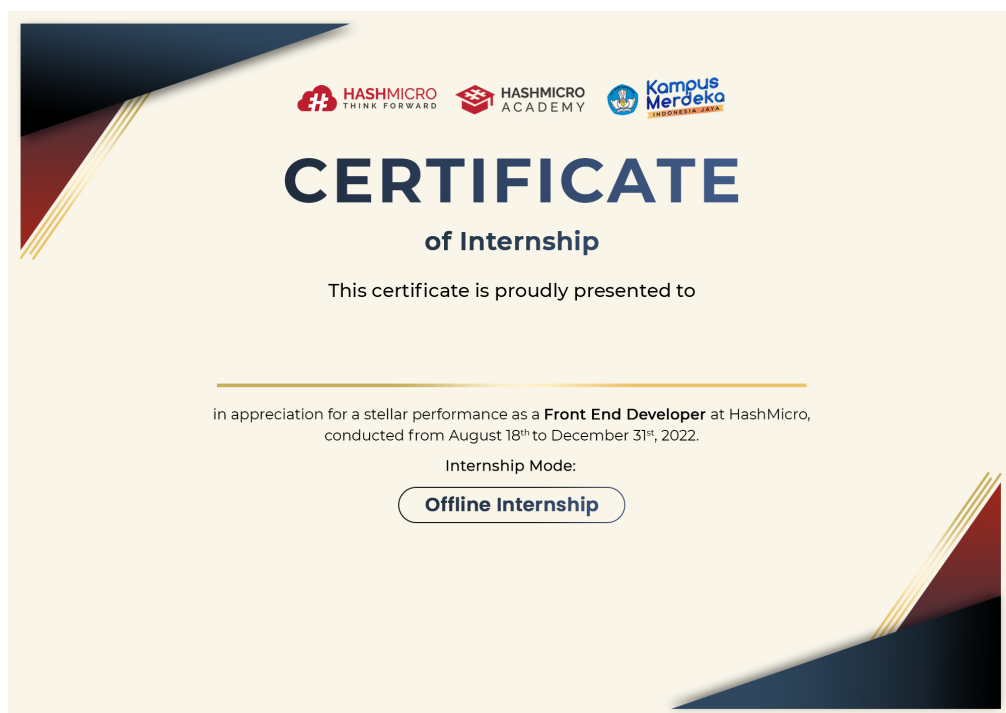 HASHMICRO
THINK FORWARD
HASHMICRO
ACADEMY
Kampus
Merdeka
INDONESIA JAYA
CERTIFICATE
of Internship
This certificate is proudly presented to
in appreciation for a stellar performance as a Front End Developer at HashMicro,
conducted from August 18th to December 31st, 2022.
Internship Mode:
Offline Internship